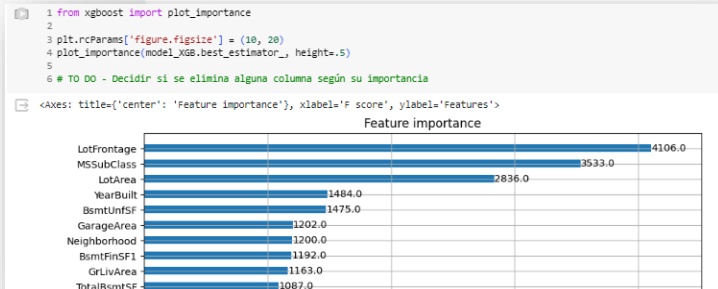 1 from xgboost import plot_importance
2
3 plt.rcParams['figure.figsize'] = (10, 20)
4 plot_importance(model_XGB.best_estimator_, height=.5)
5
6 # TO DO - Decidir si se elimina alguna columna según su importancia
<Axes: title={'center': 'Feature importance'}, xlabel='F score', ylabel='Features'>
Feature importance
LotFrontage 4106.0
MSSubClass 3533.0
LotArea 2836.0
YearBuilt 1484.0
BsmtUnfSF 1475.0
GarageArea 1202.0
Neighborhood 1200.0
BsmtFinSF1 1192.0
GrLivArea 1163.0
TotalBsmtSF 1087.0